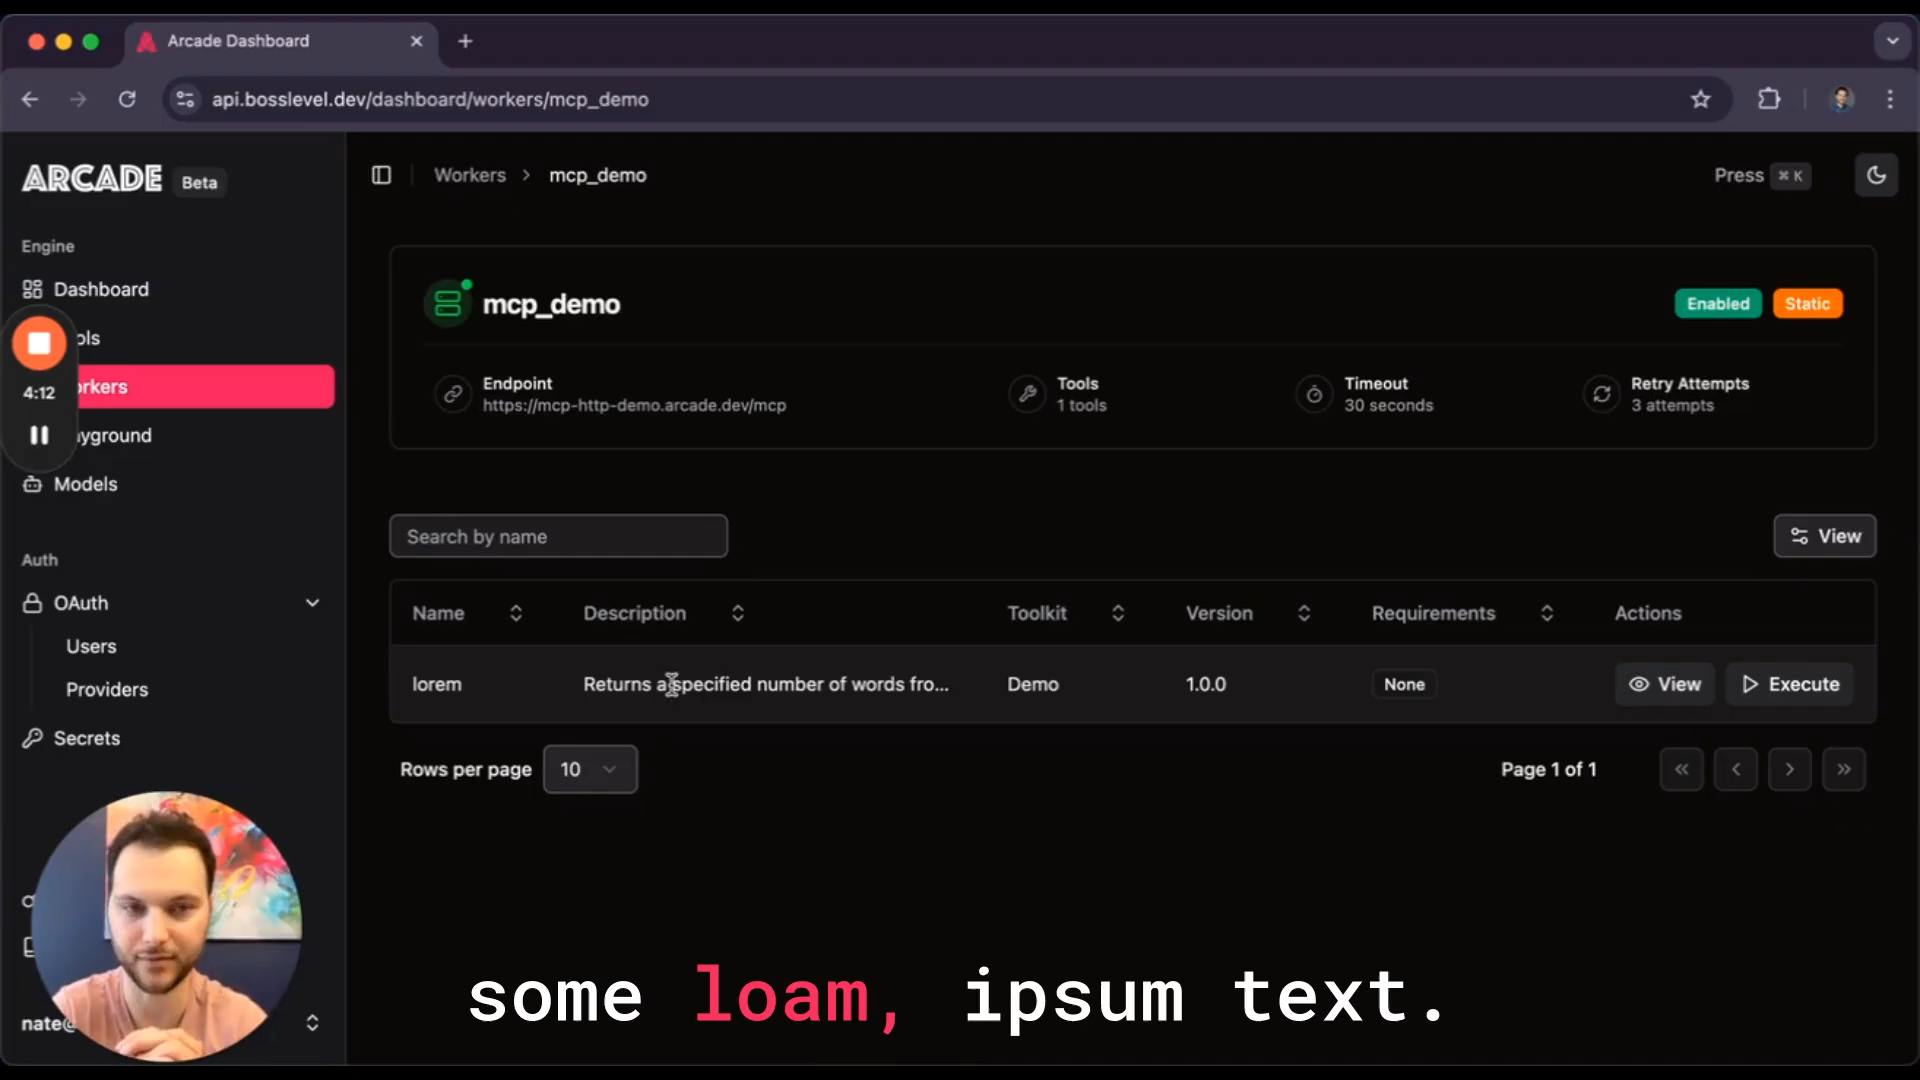 Arcade Dashboard
api.bosslevel.dev/dashboard/workers/mcp_demo
ARCADE Beta
Workers > mcp_demo
Press ⌘ K
Engine
Dashboard
ols
4:12
orkers
yground
Models
Auth
OAuth
Users
Providers
Secrets
nate@
mcp_demo
Enabled
Static
Endpoint
https://mcp-http-demo.arcade.dev/mcp
Tools
1 tools
Timeout
30 seconds
Retry Attempts
3 attempts
Search by name
View
Name Description Toolkit Version Requirements Actions
lorem Returns a specified number of words fro... Demo 1.0.0 None View Execute
Rows per page 10
Page 1 of 1
some loam, ipsum text.